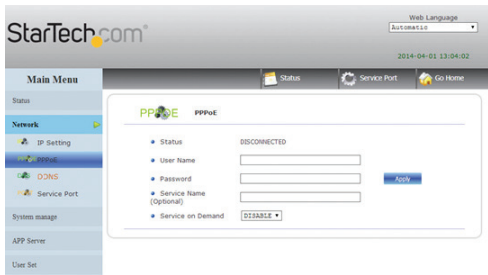 StarTech.com®
Web Language
Automatic
2014-04-01 13:04:02
Main Menu
Status
Service Port
Go Home
Status
Network
IP Setting
PPPoE
DDNS
Service Port
System manage
APP Server
User Set
PPPOE PPPoE
Status DISCONNECTED
User Name
Password
Apply
Service Name
(Optional)
Service on Demand DISABLE